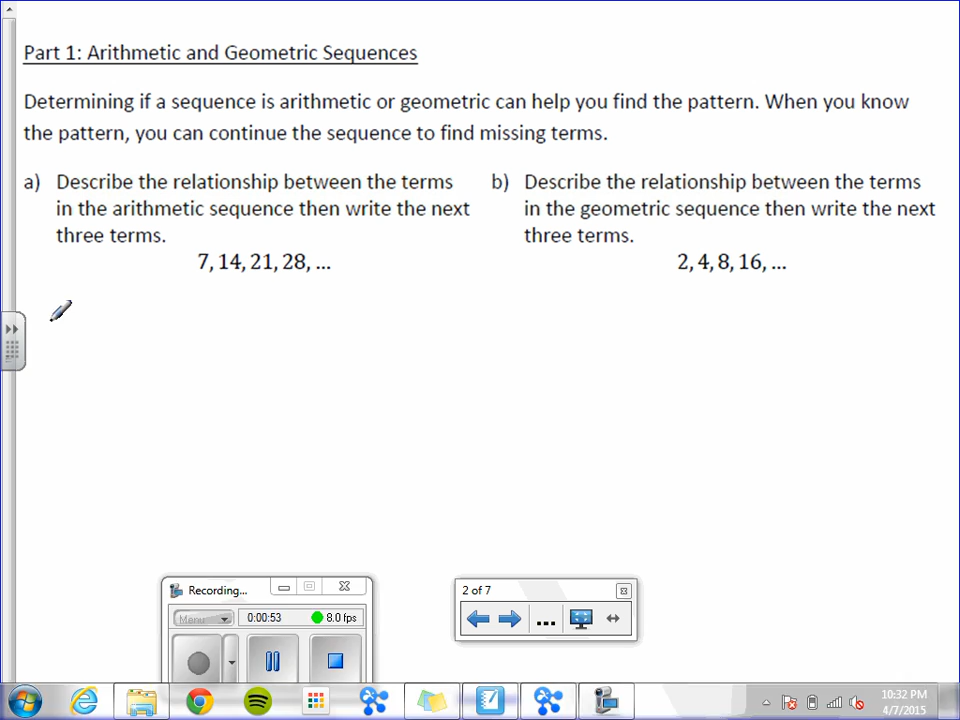 Part 1: Arithmetic and Geometric Sequences
Determining if a sequence is arithmetic or geometric can help you find the pattern. When you know
the pattern, you can continue the sequence to find missing terms.
a) Describe the relationship between the terms
in the arithmetic sequence then write the next
three terms.
7, 14, 21, 28, ...
b) Describe the relationship between the terms
in the geometric sequence then write the next
three terms.
2, 4, 8, 16, ...
Recording...
Menu
0:00:53
8.0 fps
2 of 7
...
10:32 PM
4/7/2015